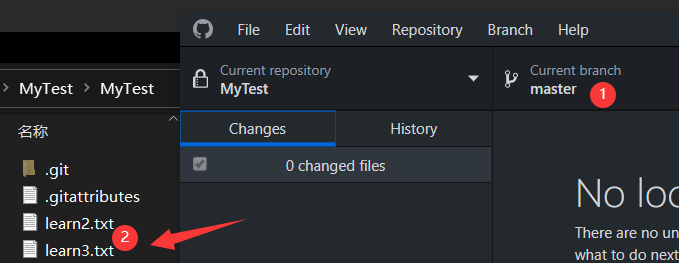 File Edit View Repository Branch Help
Current repository
MyTest
Current branch
master
1
MyTest > MyTest
名称
.git
.gitattributes
learn2.txt
2
learn3.txt
Changes History
0 changed files
No loc
There are no un
what to do next